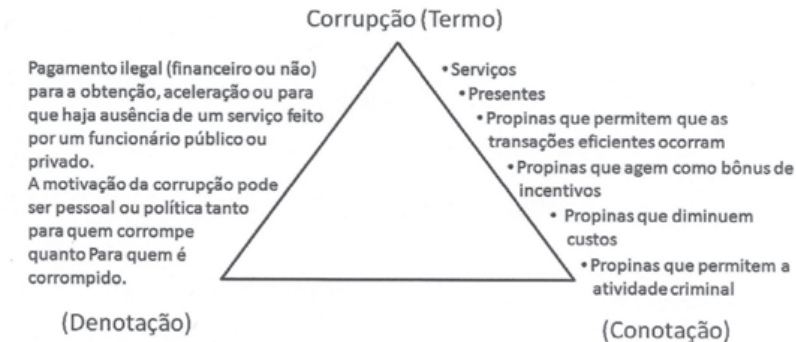 Corrupção (Termo)
Pagamento ilegal (financeiro ou não)
para a obtenção, aceleração ou para
que haja ausência de um serviço feito
por um funcionário público ou
privado.
A motivação da corrupção pode
ser pessoal ou política tanto
para quem corrompe
quanto Para quem é
corrompido.
(Denotação)
• Serviços
• Presentes
• Propinas que permitem que as
transações eficientes ocorram
• Propinas que agem como bônus de
incentivos
• Propinas que diminuem
custos
• Propinas que permitem a
atividade criminal
(Conotação)